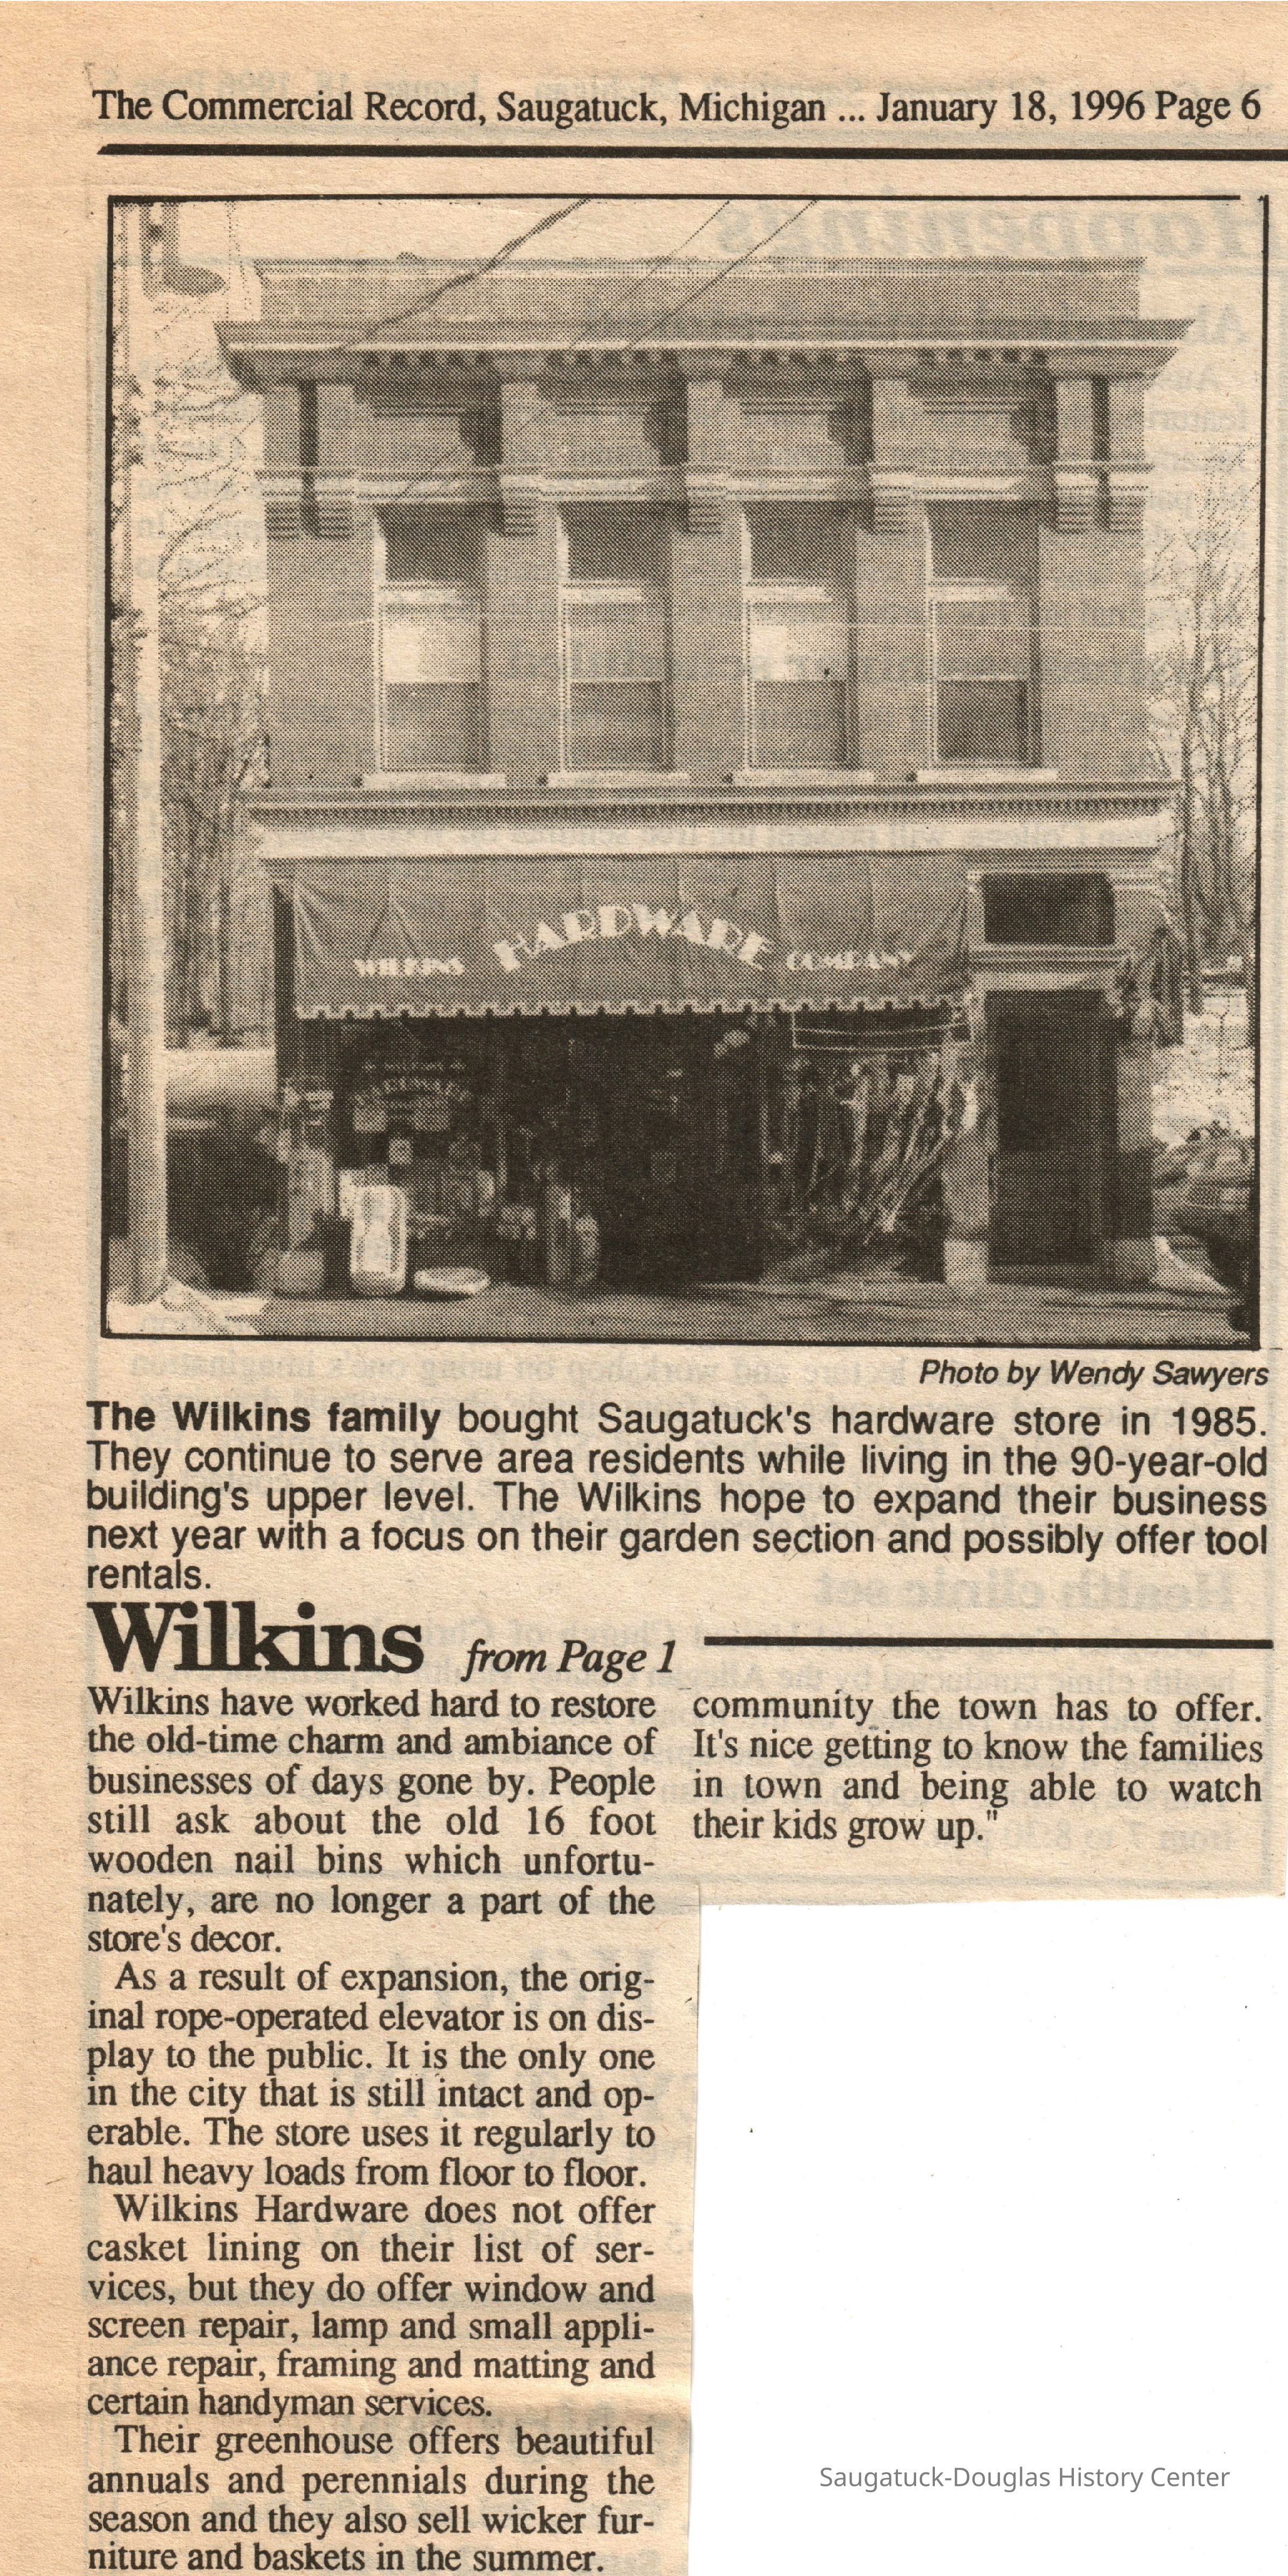 The Commercial Record, Saugatuck, Michigan ... January 18, 1996 Page 6
HARDWARE
WILKINS
COMPANY
Photo by Wendy Sawyers
The Wilkins family bought Saugatuck's hardware store in 1985.
They continue to serve area residents while living in the 90-year-old
building's upper level. The Wilkins hope to expand their business
next year with a focus on their garden section and possibly offer tool
rentals.
Wilkins from Page 1
Wilkins have worked hard to restore
the old-time charm and ambiance of
businesses of days gone by. People
still ask about the old 16 foot
wooden nail bins which unfortu-
nately, are no longer a part of the
store's decor.
As a result of expansion, the orig-
inal rope-operated elevator is on dis-
play to the public. It is the only one
in the city that is still intact and op-
erable. The store uses it regularly to
haul heavy loads from floor to floor.
Wilkins Hardware does not offer
casket lining on their list of ser-
vices, but they do offer window and
screen repair, lamp and small appli-
ance repair, framing and matting and
certain handyman services.
Their greenhouse offers beautiful
annuals and perennials during the
season and they also sell wicker fur-
niture and baskets in the summer.
community the town has to offer.
It's nice getting to know the families
in town and being able to watch
their kids grow up."
Saugatuck-Douglas History Center